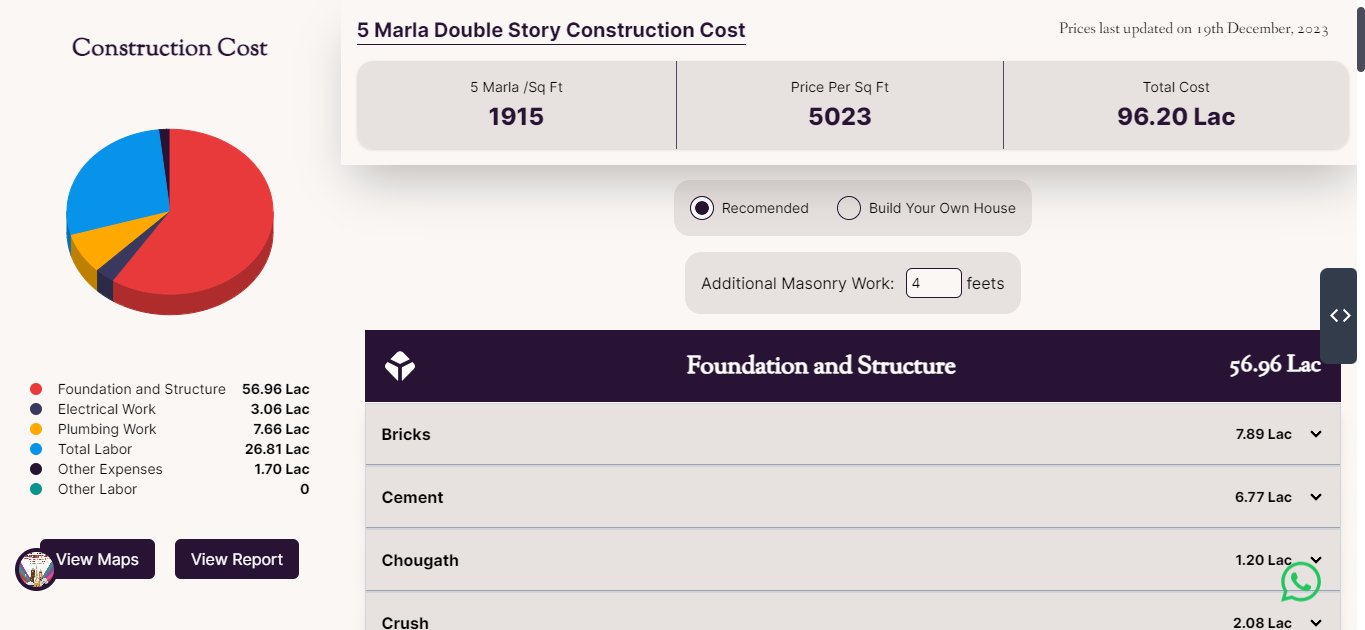 Construction Cost
5 Marla Double Story Construction Cost
Prices last updated on 19th December, 2023
5 Marla /Sq Ft
1915
Price Per Sq Ft
5023
Total Cost
96.20 Lac
Recomended
Build Your Own House
Additional Masonry Work: 4 feets
Foundation and Structure 56.96 Lac
Bricks 7.89 Lac
Cement 6.77 Lac
Chougath 1.20 Lac
Crush 2.08 Lac
Foundation and Structure 56.96 Lac
Electrical Work 3.06 Lac
Plumbing Work 7.66 Lac
Total Labor 26.81 Lac
Other Expenses 1.70 Lac
Other Labor 0
View Maps
View Report